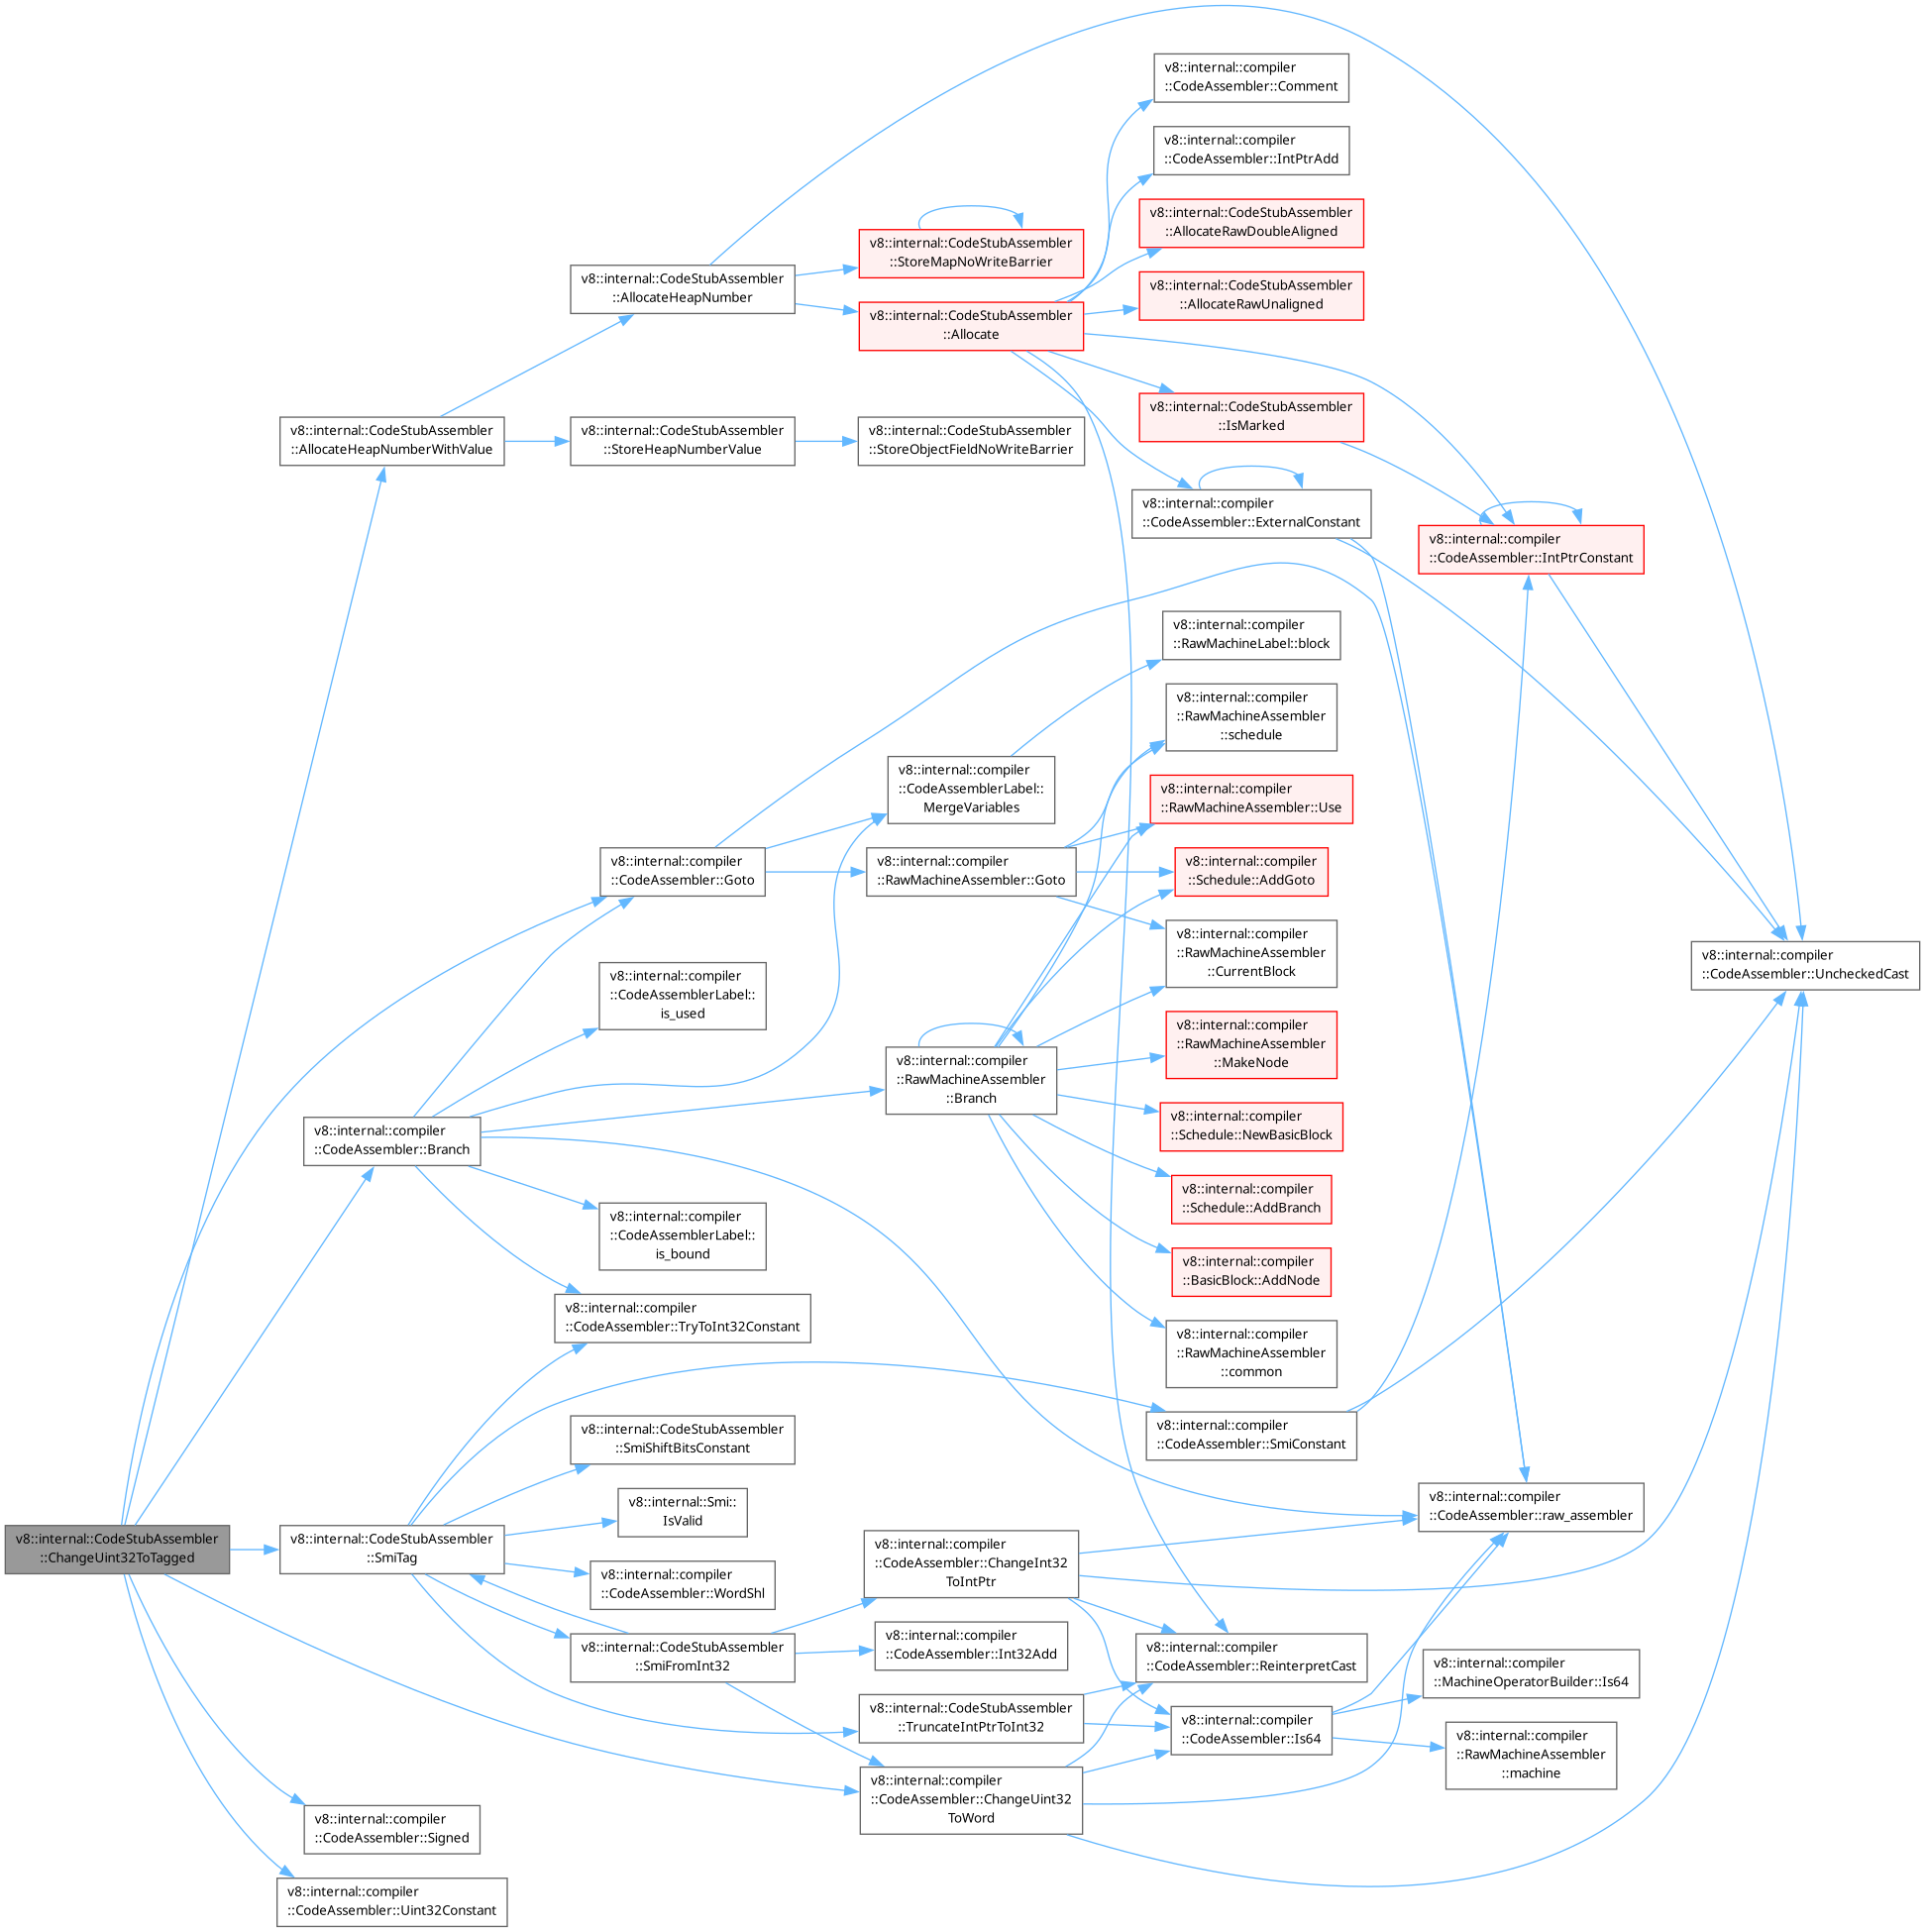 v8::internal::compiler
::CodeAssembler::Comment
v8::internal::compiler
::CodeAssembler::IntPtrAdd
v8::internal::CodeStubAssembler
::AllocateRawDoubleAligned
v8::internal::CodeStubAssembler
::StoreMapNoWriteBarrier
v8::internal::CodeStubAssembler
::AllocateHeapNumber
v8::internal::CodeStubAssembler
::AllocateRawUnaligned
v8::internal::CodeStubAssembler
::Allocate
v8::internal::CodeStubAssembler
::IsMarked
v8::internal::CodeStubAssembler
::AllocateHeapNumberWithValue
v8::internal::CodeStubAssembler
::StoreHeapNumberValue
v8::internal::CodeStubAssembler
::StoreObjectFieldNoWriteBarrier
v8::internal::compiler
::CodeAssembler::ExternalConstant
v8::internal::compiler
::CodeAssembler::IntPtrConstant
v8::internal::compiler
::RawMachineLabel::block
v8::internal::compiler
::RawMachineAssembler
::schedule
v8::internal::compiler
::CodeAssemblerLabel::
MergeVariables
v8::internal::compiler
::RawMachineAssembler::Use
v8::internal::compiler
::CodeAssembler::Goto
v8::internal::compiler
::RawMachineAssembler::Goto
v8::internal::compiler
::Schedule::AddGoto
v8::internal::compiler
::RawMachineAssembler
::CurrentBlock
v8::internal::compiler
::CodeAssembler::UncheckedCast
v8::internal::compiler
::CodeAssemblerLabel::
is_used
v8::internal::compiler
::RawMachineAssembler
::MakeNode
v8::internal::compiler
::RawMachineAssembler
::Branch
v8::internal::compiler
::CodeAssembler::Branch
v8::internal::compiler
::Schedule::NewBasicBlock
v8::internal::compiler
::Schedule::AddBranch
v8::internal::compiler
::CodeAssemblerLabel::
is_bound
v8::internal::compiler
::BasicBlock::AddNode
v8::internal::compiler
::CodeAssembler::TryToInt32Constant
v8::internal::compiler
::RawMachineAssembler
::common
v8::internal::CodeStubAssembler
::SmiShiftBitsConstant
v8::internal::compiler
::CodeAssembler::SmiConstant
v8::internal::Smi::
IsValid
v8::internal::compiler
::CodeAssembler::raw_assembler
v8::internal::CodeStubAssembler
::ChangeUint32ToTagged
v8::internal::CodeStubAssembler
::SmiTag
v8::internal::compiler
::CodeAssembler::WordShl
v8::internal::compiler
::CodeAssembler::ChangeInt32
ToIntPtr
v8::internal::CodeStubAssembler
::SmiFromInt32
v8::internal::compiler
::CodeAssembler::Int32Add
v8::internal::compiler
::CodeAssembler::ReinterpretCast
v8::internal::compiler
::MachineOperatorBuilder::Is64
v8::internal::CodeStubAssembler
::TruncateIntPtrToInt32
v8::internal::compiler
::CodeAssembler::Is64
v8::internal::compiler
::RawMachineAssembler
::machine
v8::internal::compiler
::CodeAssembler::ChangeUint32
ToWord
v8::internal::compiler
::CodeAssembler::Signed
v8::internal::compiler
::CodeAssembler::Uint32Constant